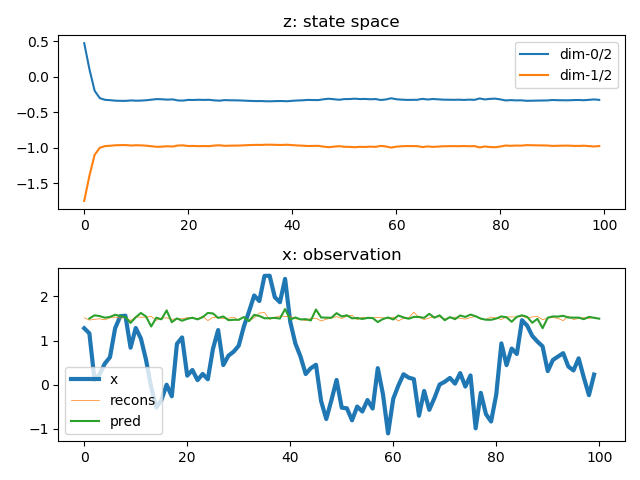 z: state space
0.5
0.0
−0.5
−1.0
−1.5
dim-0/2
dim-1/2
0 20 40 60 80 100
x: observation
2
1
0
−1
x
recons
pred
0 20 40 60 80 100